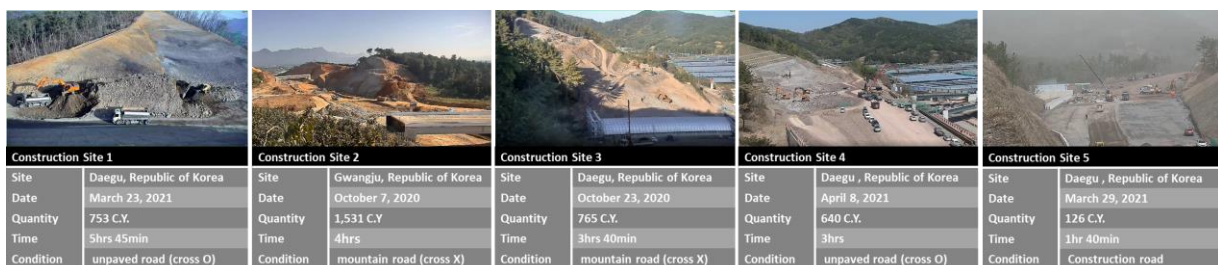 Construction Site 1
Site Daegu, Republic of Korea
Date March 23, 2021
Quantity 753 C.Y.
Time 5hrs 45min
Condition unpaved road (cross O)
Construction Site 2
Site Gwangju, Republic of Korea
Date October 7, 2020
Quantity 1,531 C.Y
Time 4hrs
Condition mountain road (cross X)
Construction Site 3
Site Daegu, Republic of Korea
Date October 23, 2020
Quantity 765 C.Y.
Time 3hrs 40min
Condition mountain road (cross X)
Construction Site 4
Site Daegu , Republic of Korea
Date April 8, 2021
Quantity 640 C.Y.
Time 3hrs
Condition unpaved road (cross O)
Construction Site 5
Site Daegu , Republic of Korea
Date March 29, 2021
Quantity 126 C.Y.
Time 1hr 40min
Condition Construction road